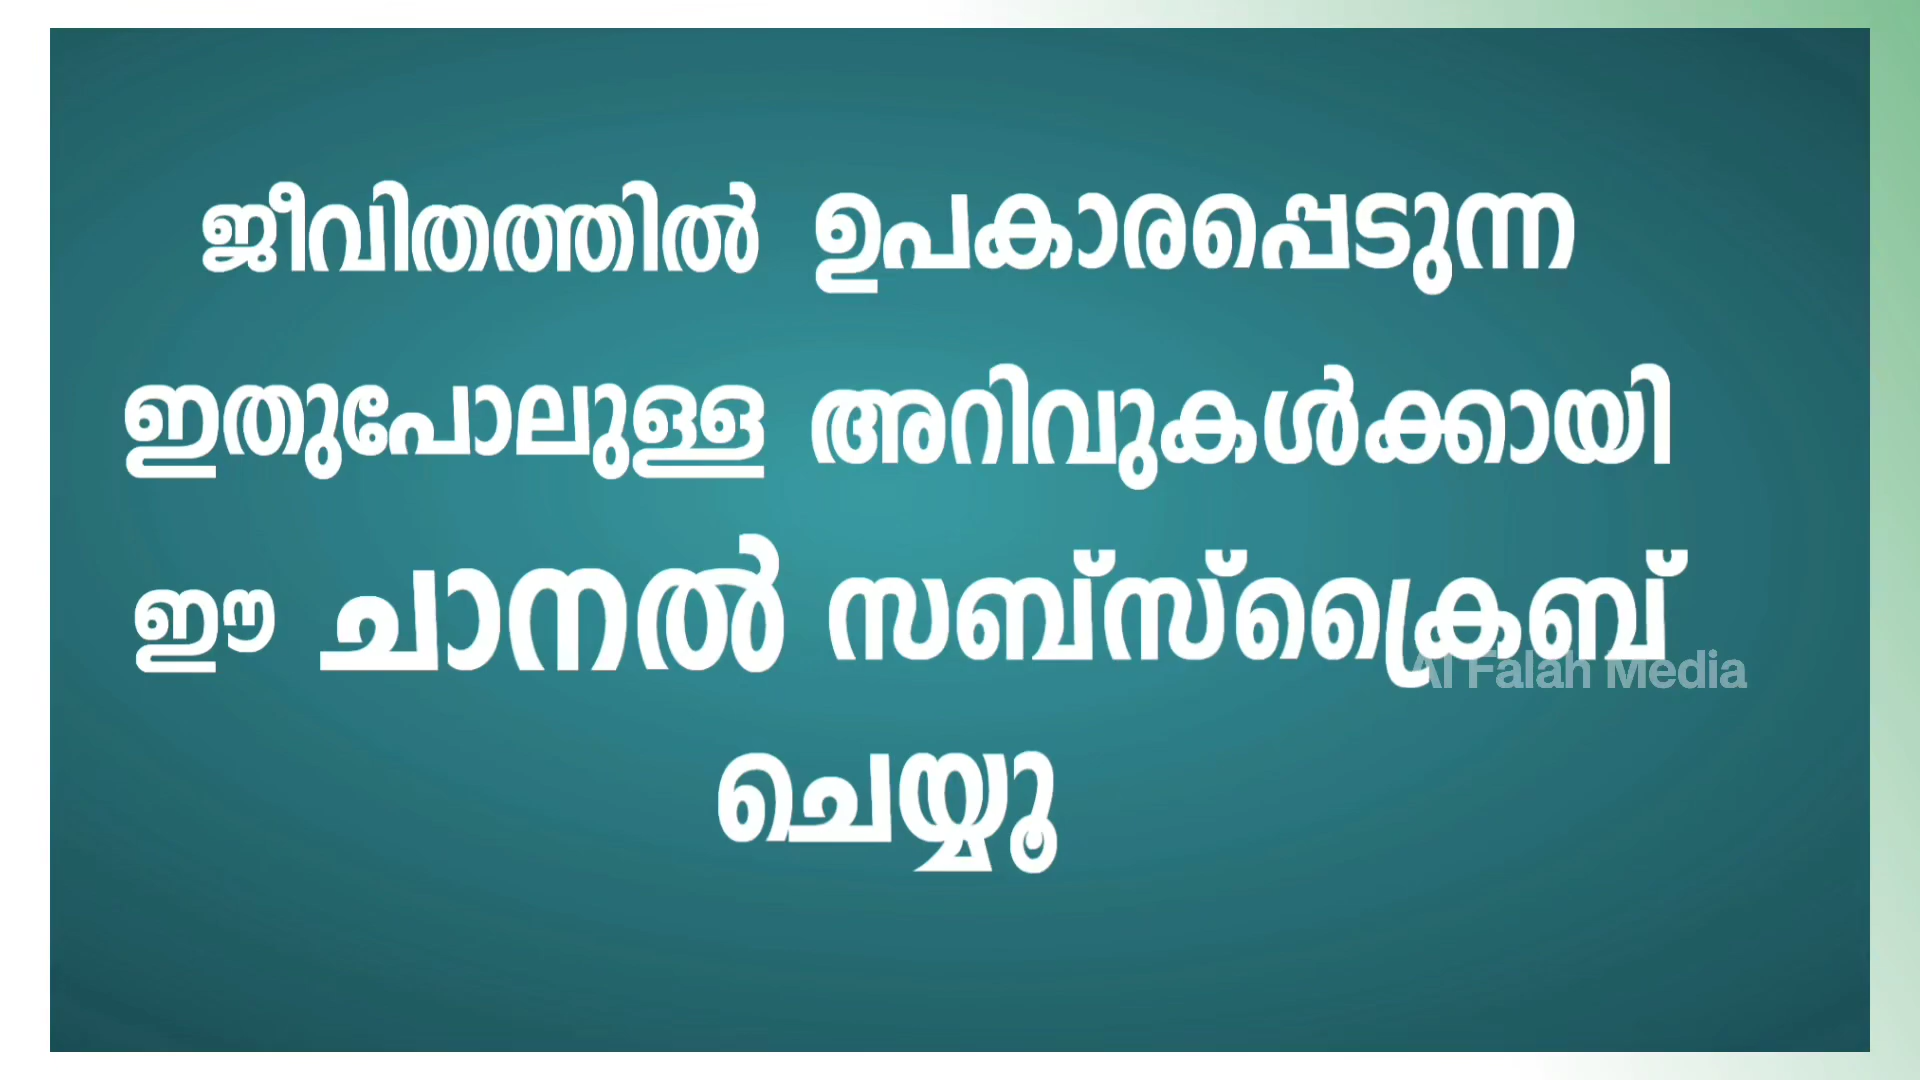 ജീവിതത്തിൽ ഉപകാരപ്പെടുന്ന
ഇതുപോലുള്ള അറിവുകൾക്കായി
ഈ ചാനൽ സബ്സ്ക്രൈബ്
Al Falah Media
ചെയ്യൂ